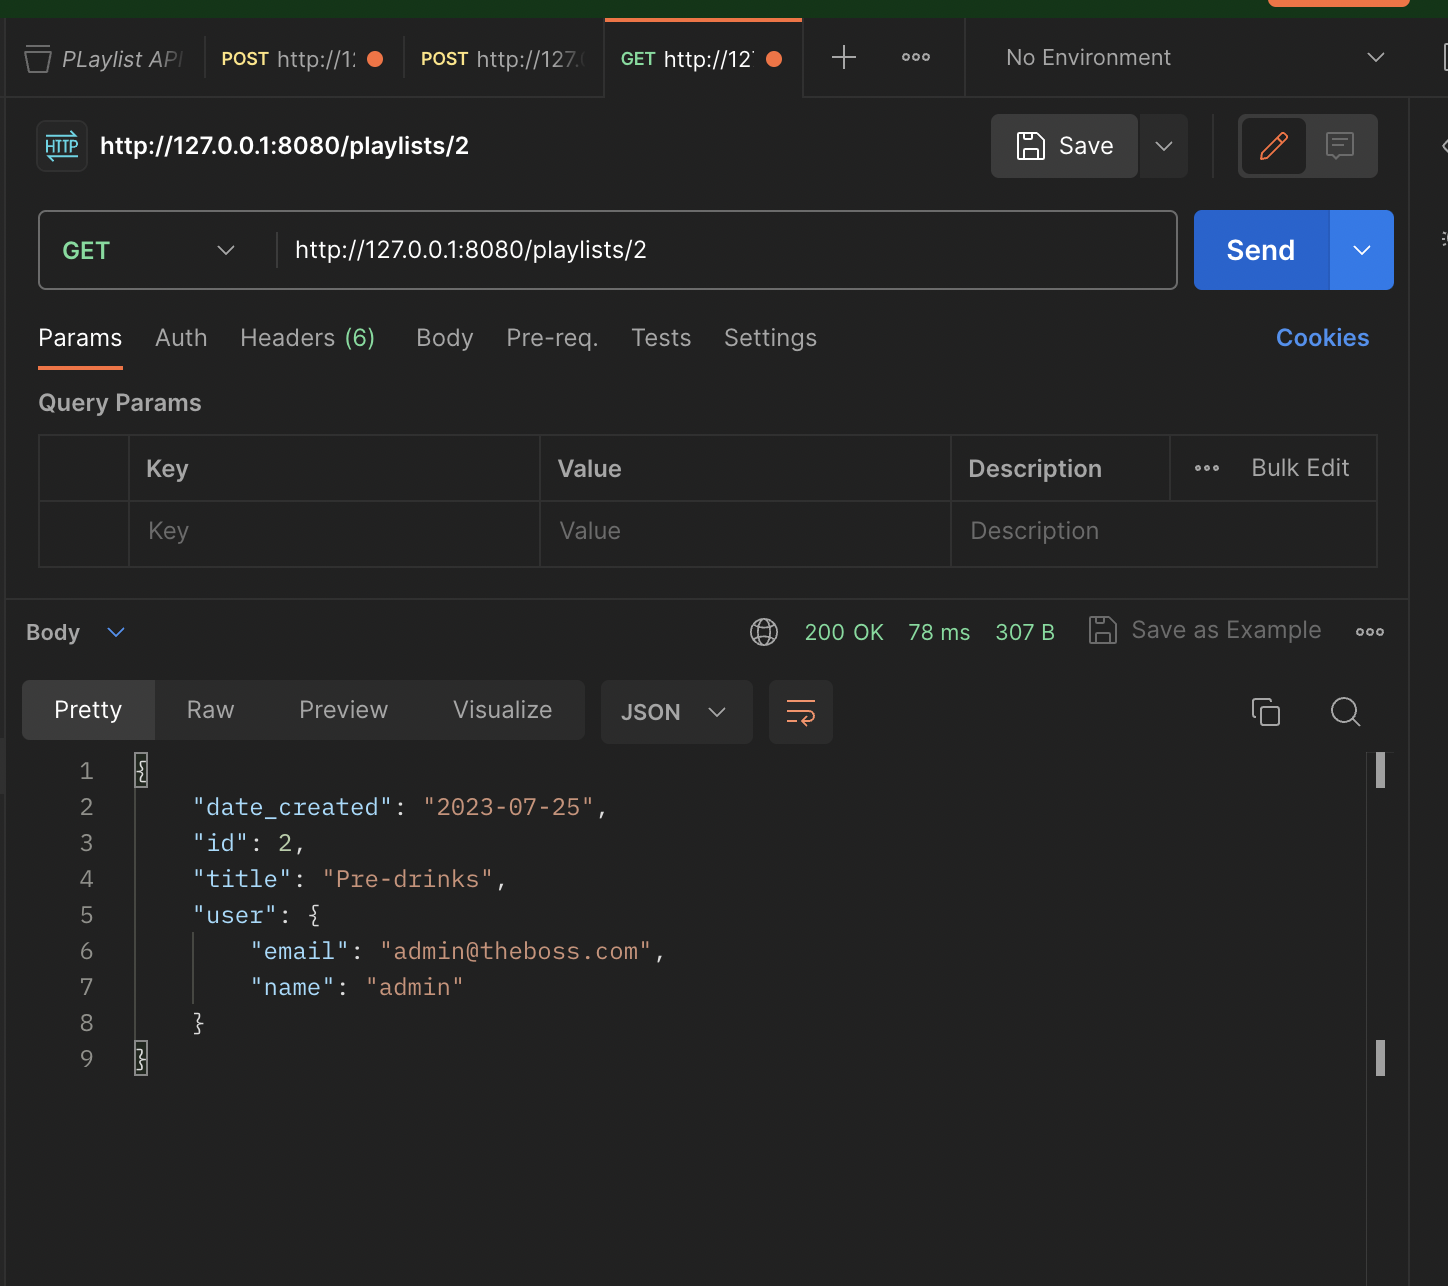 PLaylist API
POST http://12
POST http://127.0
GET http://127
No Environment
HTTP http://127.0.0.1:8080/playlists/2
Save
GET http://127.0.0.1:8080/playlists/2
Send
Params Auth Headers (6) Body Pre-req. Tests Settings
Cookies
Query Params
Key Value Description Bulk Edit
Key Value Description
Body 200 OK 78 ms 307 B Save as Example
Pretty Raw Preview Visualize JSON
1 {
2 "date_created": "2023-07-25",
3 "id": 2,
4 "title": "Pre-drinks",
5 "user": {
6 "email": "admin@theboss.com",
7 "name": "admin"
8 }
9 }